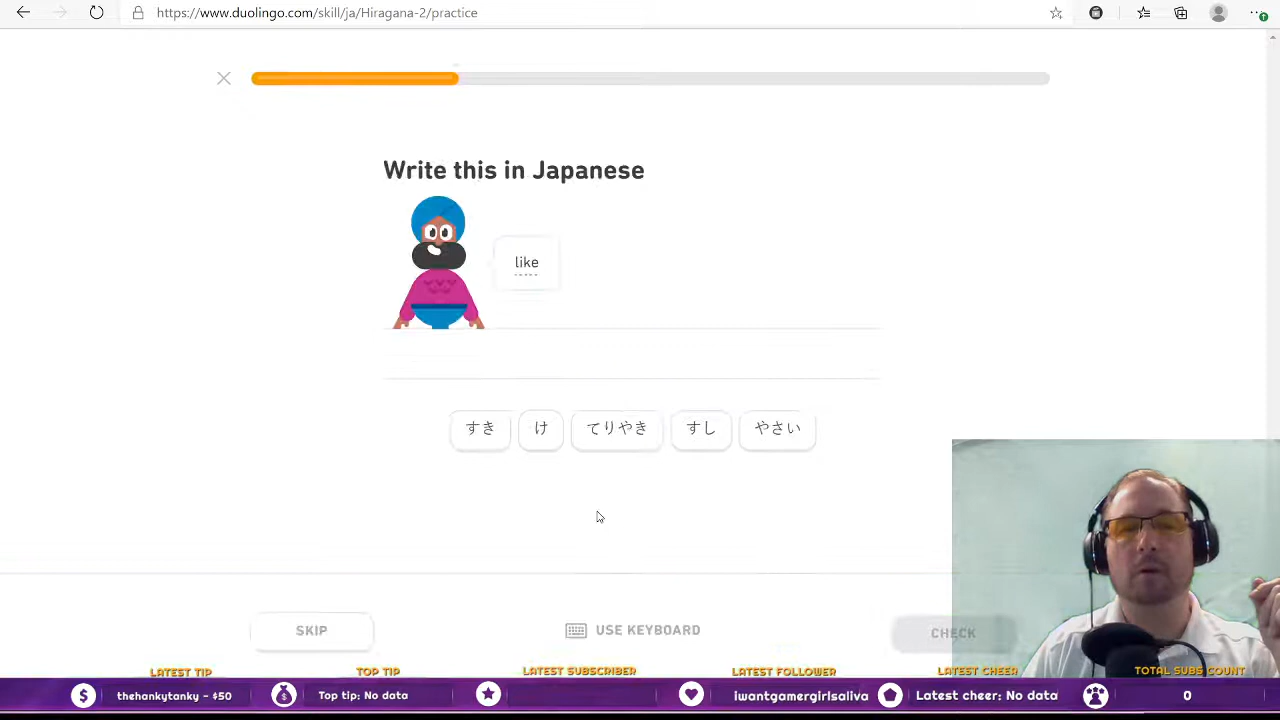 https://www.duolingo.com/skill/ja/Hiragana-2/practice
Write this in Japanese
like
すき け てりやき すし やさい
SKIP USE KEYBOARD CHECK
LATEST TIP TOP TIP LATEST SUBSCRIBER LATEST FOLLOWER LATEST CHEER TOTAL SUBS COUNT
thehankytanky - $50 Top tip: No data iwantgamergirlsaliva Latest cheer: No data 0